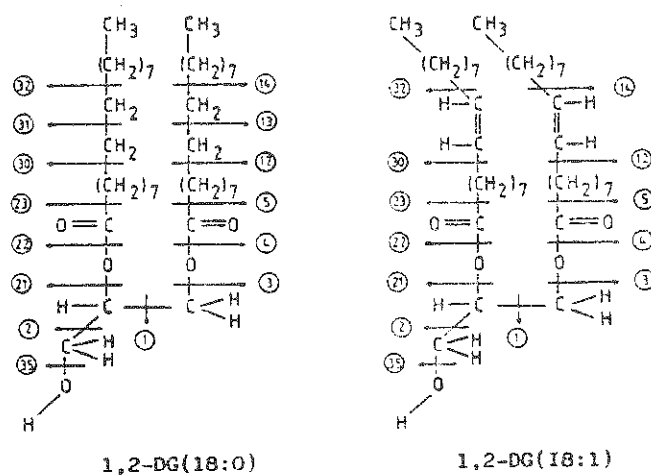 CH3 CH3
(CH2)7 (CH2)7
32 14
CH2 CH2
31 13
CH2 CH2
30 12
(CH2)7 (CH2)7
23 5
O=C C=O
22 4
O O
21 3
H-C C-H
H
2 1
C-H
H
35
O
H
1,2-DG(18:0)
CH3 CH3
(CH2)7 (CH2)7
32 14
H-C C-H
H-C C-H
30 12
(CH2)7 (CH2)7
23 5
O=C C=O
22 4
O O
21 3
H-C C-H
H
2 1
C-H
H
35
O
H
1,2-DG(I8:1)